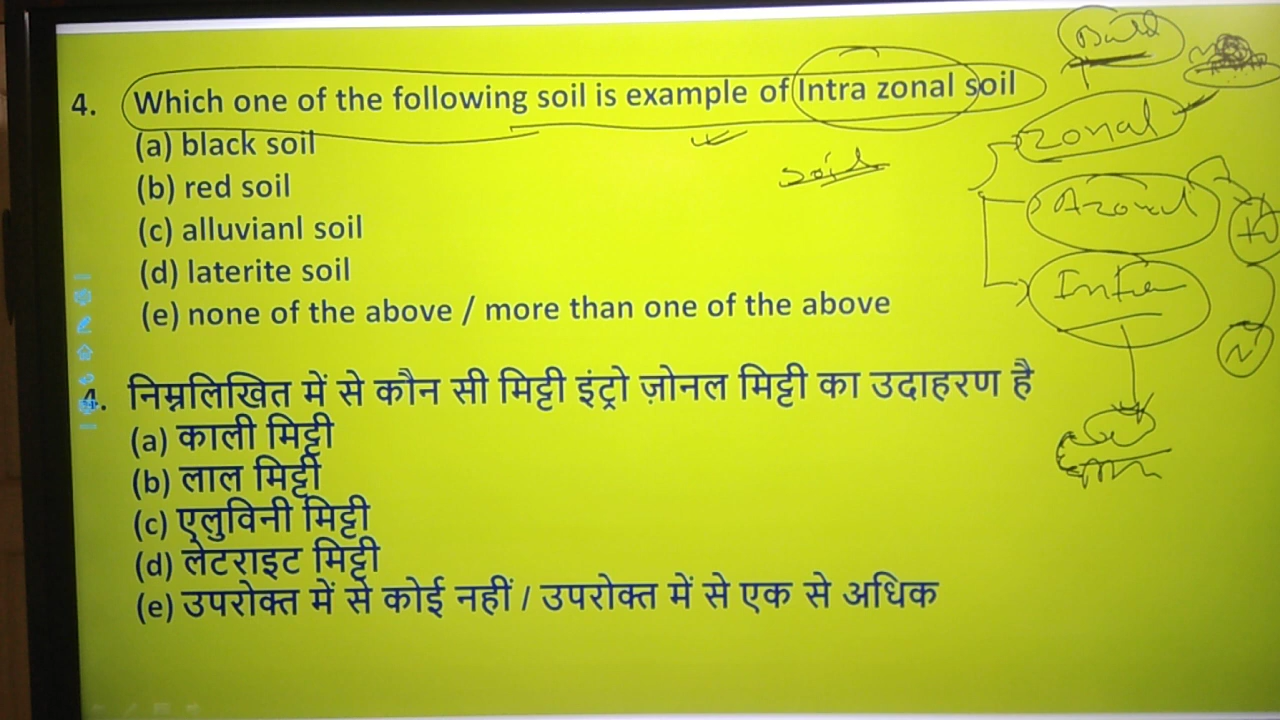 4. Which one of the following soil is example of Intra zonal soil
(a) black soil
(b) red soil
(c) alluvianl soil
(d) laterite soil
(e) none of the above / more than one of the above
4. निम्नलिखित में से कौन सी मिट्टी इंट्रो ज़ोनल मिट्टी का उदाहरण है
(a) काली मिट्टी
(b) लाल मिट्टी
(c) एलुविनी मिट्टी
(d) लेटराइट मिट्टी
(e) उपरोक्त में से कोई नहीं / उपरोक्त में से एक से अधिक
zonal
Azonal
Intra